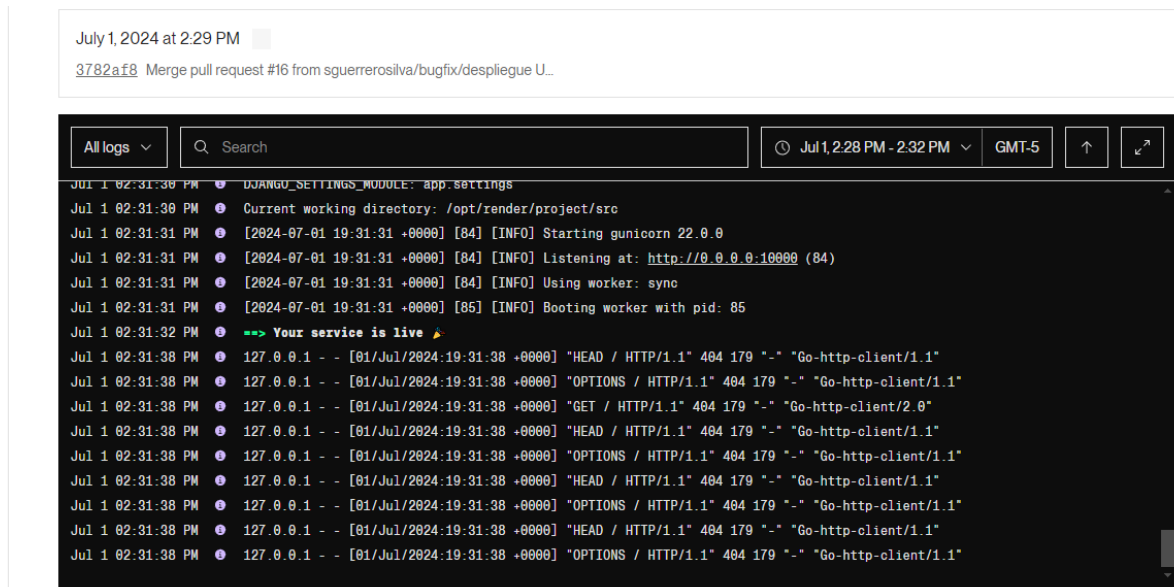 July 1, 2024 at 2:29 PM
3782af8 Merge pull request #16 from sguerrerosilva/bugfix/despliegue U...
All logs
Search
Jul 1, 2:28 PM - 2:32 PM
GMT-5
Jul 1 02:31:30 PM DJANGO_SETTINGS_MODULE: app.settings
Jul 1 02:31:30 PM Current working directory: /opt/render/project/src
Jul 1 02:31:31 PM [2024-07-01 19:31:31 +0000] [84] [INFO] Starting gunicorn 22.0.0
Jul 1 02:31:31 PM [2024-07-01 19:31:31 +0000] [84] [INFO] Listening at: http://0.0.0.0:10000 (84)
Jul 1 02:31:31 PM [2024-07-01 19:31:31 +0000] [84] [INFO] Using worker: sync
Jul 1 02:31:31 PM [2024-07-01 19:31:31 +0000] [85] [INFO] Booting worker with pid: 85
Jul 1 02:31:32 PM ==> Your service is live 🎉
Jul 1 02:31:38 PM 127.0.0.1 - - [01/Jul/2024:19:31:38 +0000] "HEAD / HTTP/1.1" 404 179 "-" "Go-http-client/1.1"
Jul 1 02:31:38 PM 127.0.0.1 - - [01/Jul/2024:19:31:38 +0000] "OPTIONS / HTTP/1.1" 404 179 "-" "Go-http-client/1.1"
Jul 1 02:31:38 PM 127.0.0.1 - - [01/Jul/2024:19:31:38 +0000] "GET / HTTP/1.1" 404 179 "-" "Go-http-client/2.0"
Jul 1 02:31:38 PM 127.0.0.1 - - [01/Jul/2024:19:31:38 +0000] "HEAD / HTTP/1.1" 404 179 "-" "Go-http-client/1.1"
Jul 1 02:31:38 PM 127.0.0.1 - - [01/Jul/2024:19:31:38 +0000] "OPTIONS / HTTP/1.1" 404 179 "-" "Go-http-client/1.1"
Jul 1 02:31:38 PM 127.0.0.1 - - [01/Jul/2024:19:31:38 +0000] "HEAD / HTTP/1.1" 404 179 "-" "Go-http-client/1.1"
Jul 1 02:31:38 PM 127.0.0.1 - - [01/Jul/2024:19:31:38 +0000] "OPTIONS / HTTP/1.1" 404 179 "-" "Go-http-client/1.1"
Jul 1 02:31:38 PM 127.0.0.1 - - [01/Jul/2024:19:31:38 +0000] "HEAD / HTTP/1.1" 404 179 "-" "Go-http-client/1.1"
Jul 1 02:31:38 PM 127.0.0.1 - - [01/Jul/2024:19:31:38 +0000] "OPTIONS / HTTP/1.1" 404 179 "-" "Go-http-client/1.1"